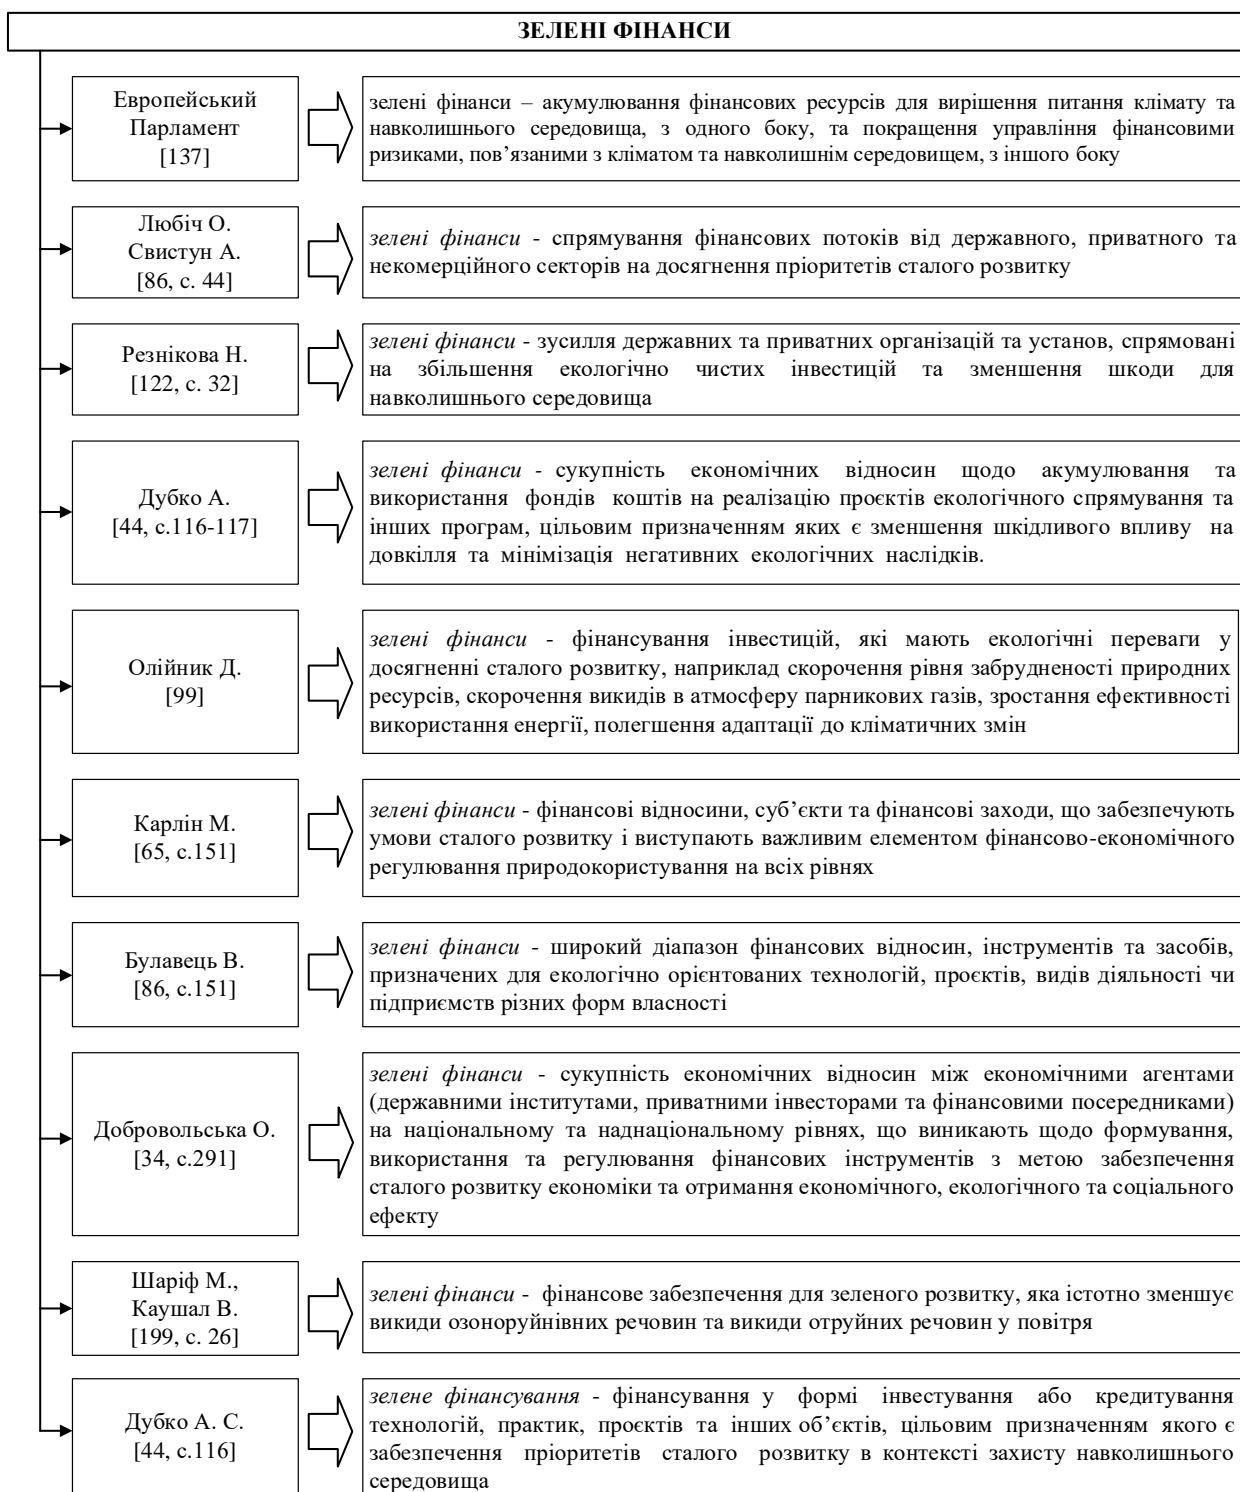 ЗЕЛЕНІ ФІНАНСИ
Европейський
Парламент
[137]
зелені фінанси – акумулювання фінансових ресурсів для вирішення питання клімату та
навколишнього середовища, з одного боку, та покращення управління фінансовими
ризиками, пов’язаними з кліматом та навколишнім середовищем, з іншого боку
Любіч О.
Свистун А.
[86, с. 44]
зелені фінанси - спрямування фінансових потоків від державного, приватного та
некомерційного секторів на досягнення пріоритетів сталого розвитку
Резнікова Н.
[122, с. 32]
зелені фінанси - зусилля державних та приватних організацій та установ, спрямовані
на збільшення екологічно чистих інвестицій та зменшення шкоди для
навколишнього середовища
Дубко А.
[44, с.116-117]
зелені фінанси - сукупність економічних відносин щодо акумулювання та
використання фондів коштів на реалізацію проєктів екологічного спрямування та
інших програм, цільовим призначенням яких є зменшення шкідливого впливу на
довкілля та мінімізація негативних екологічних наслідків.
Олійник Д.
[99]
зелені фінанси - фінансування інвестицій, які мають екологічні переваги у
досягненні сталого розвитку, наприклад скорочення рівня забрудненості природних
ресурсів, скорочення викидів в атмосферу парникових газів, зростання ефективності
використання енергії, полегшення адаптації до кліматичних змін
Карлін М.
[65, с.151]
зелені фінанси - фінансові відносини, суб’єкти та фінансові заходи, що забезпечують
умови сталого розвитку і виступають важливим елементом фінансово-економічного
регулювання природокористування на всіх рівнях
Булавець В.
[86, с.151]
зелені фінанси - широкий діапазон фінансових відносин, інструментів та засобів,
призначених для екологічно орієнтованих технологій, проєктів, видів діяльності чи
підприємств різних форм власності
Добровольська О.
[34, с.291]
зелені фінанси - сукупність економічних відносин між економічними агентами
(державними інститутами, приватними інвесторами та фінансовими посередниками)
на національному та наднаціональному рівнях, що виникають щодо формування,
використання та регулювання фінансових інструментів з метою забезпечення
сталого розвитку економіки та отримання економічного, екологічного та соціального
ефекту
Шаріф М.,
Каушал В.
[199, с. 26]
зелені фінанси - фінансове забезпечення для зеленого розвитку, яка істотно зменшує
викиди озоноруйнівних речовин та викиди отруйних речовин у повітря
Дубко А. С.
[44, с.116]
зелене фінансування - фінансування у формі інвестування або кредитування
технологій, практик, проєктів та інших об’єктів, цільовим призначенням якого є
забезпечення пріоритетів сталого розвитку в контексті захисту навколишнього
середовища